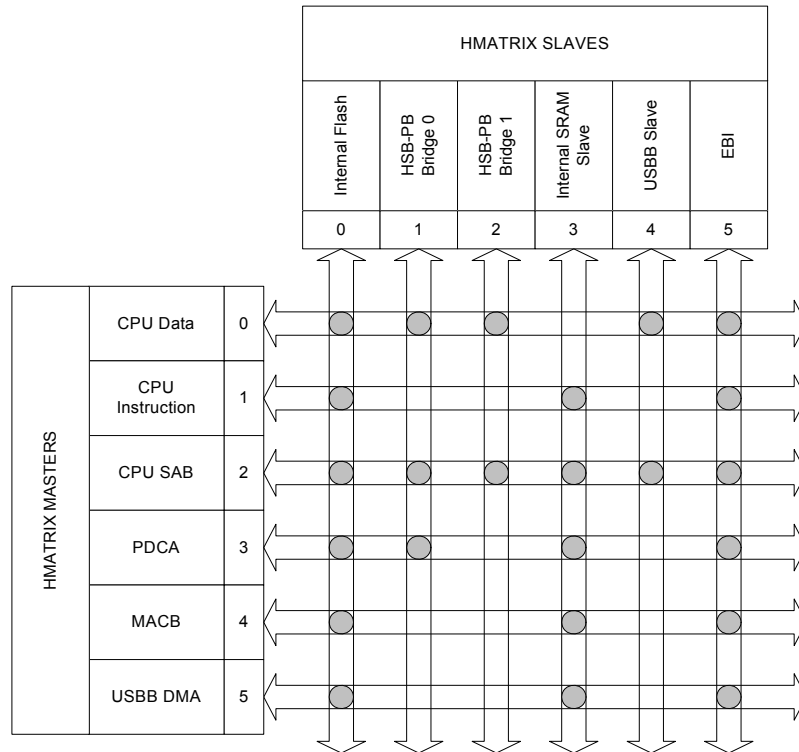 HMATRIX SLAVES
Internal Flash
HSB-PB
Bridge 0
HSB-PB
Bridge 1
Internal SRAM
Slave
USBB Slave
EBI
0 1 2 3 4 5
HMATRIX MASTERS
CPU Data 0
CPU
Instruction 1
CPU SAB 2
PDCA 3
MACB 4
USBB DMA 5